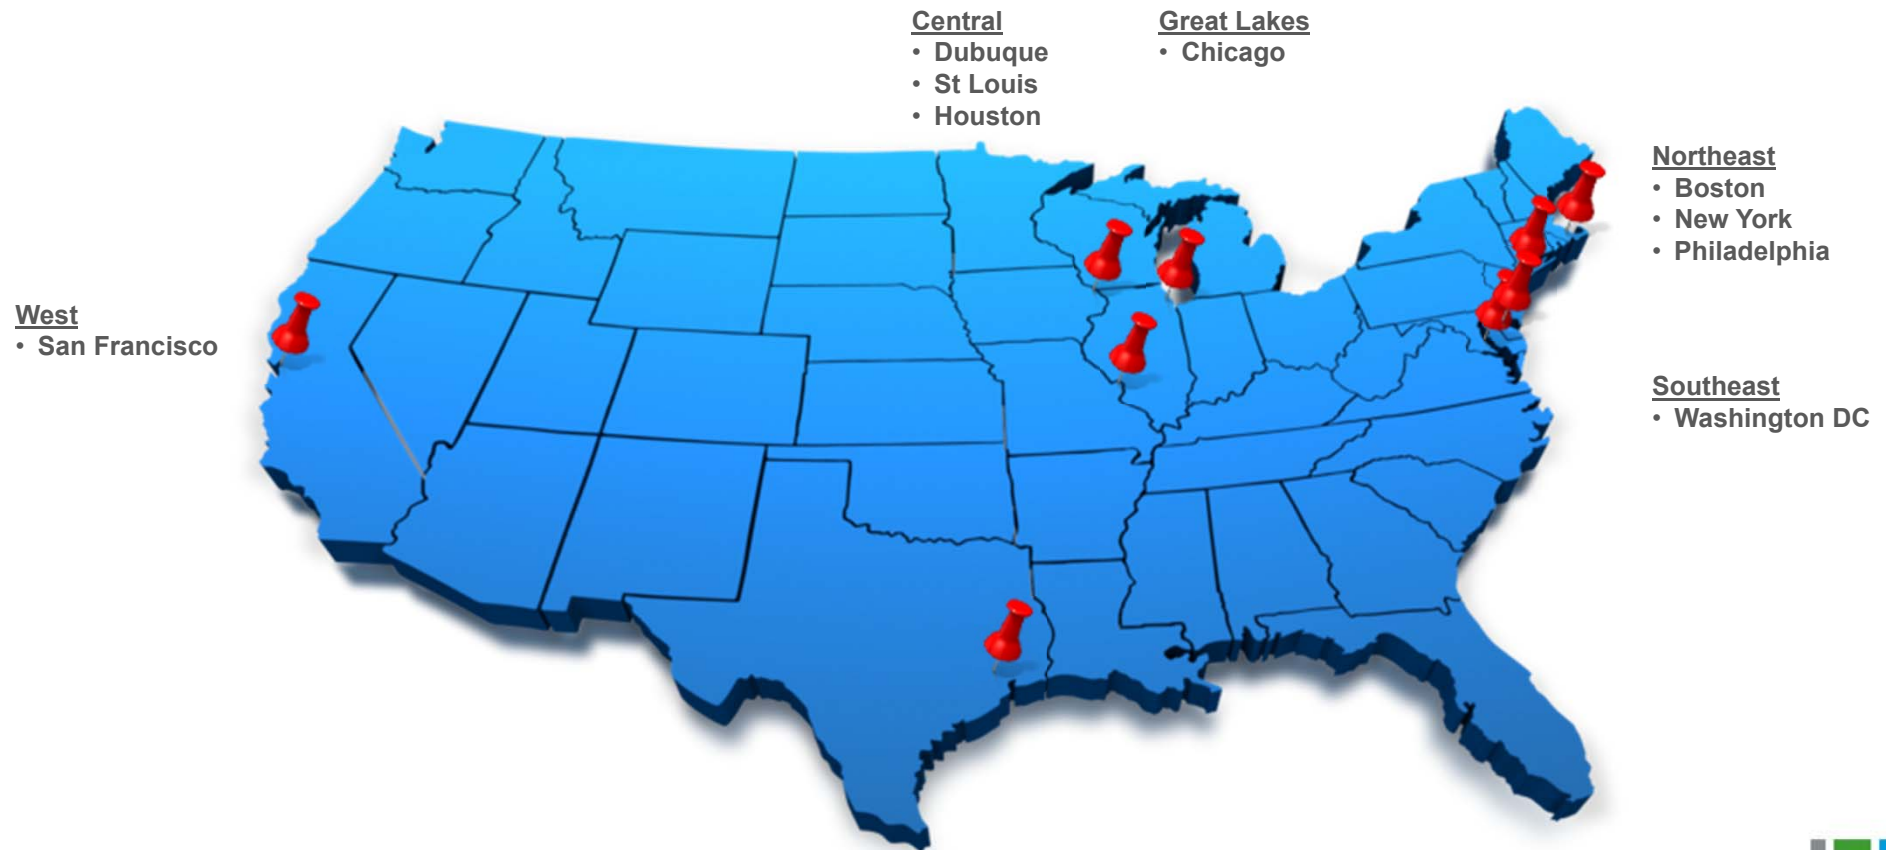 Central
• Dubuque
• St Louis
• Houston
Great Lakes
• Chicago
Northeast
• Boston
• New York
• Philadelphia
West
• San Francisco
Southeast
• Washington DC